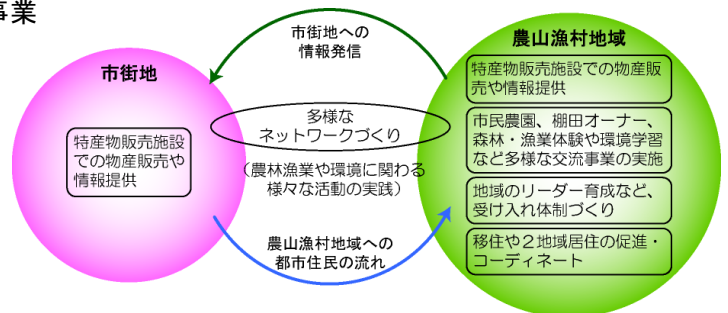 事業
市街地への
情報発信
市街地
特産物販売施設
での物産販売や
情報提供
多様な
ネットワークづくり
（農林漁業や環境に関わる
様々な活動の実践）
農山漁村地域への
都市住民の流れ
農山漁村地域
特産物販売施設での物産販
売や情報提供
市民農園、棚田オーナー、
森林・漁業体験や環境学習
など多様な交流事業の実施
地域のリーダー育成など、
受け入れ体制づくり
移住や２地域居住の促進・
コーディネート